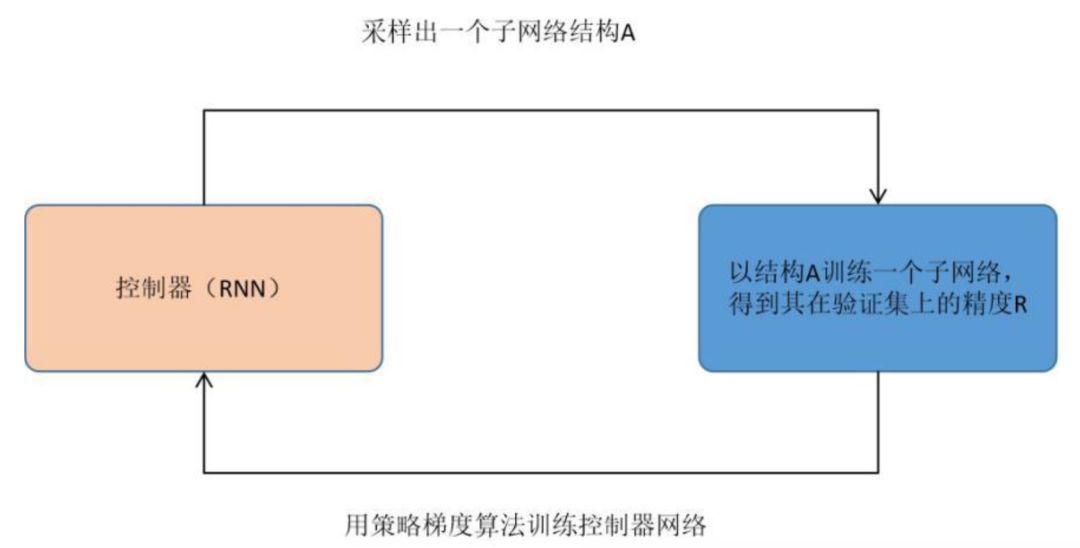 采样出一个子网络结构A
控制器（RNN）
以结构A训练一个子网络，
得到其在验证集上的精度R
用策略梯度算法训练控制器网络